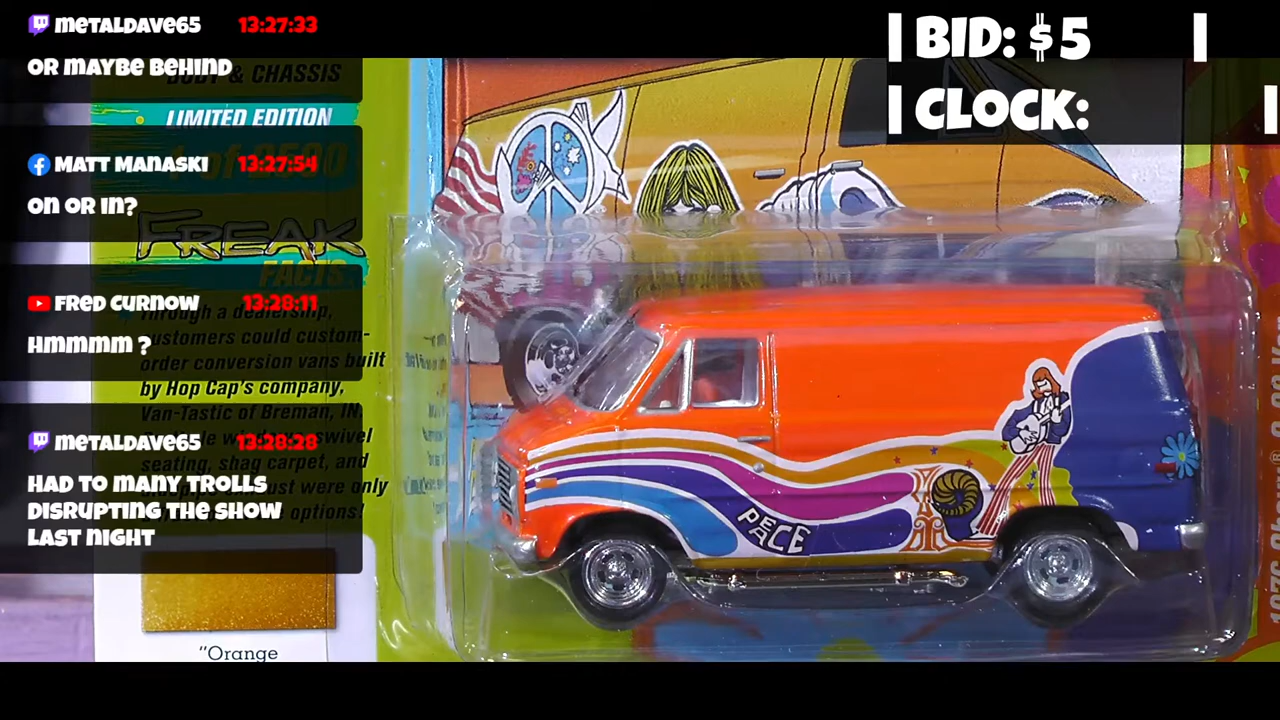 metaldave65 13:27:33
or maybe behind
BODY & CHASSIS
LIMITED EDITION
Matt Manaski 13:27:54
on or in?
FREAK
FACTS
Fred Curnow 13:28:11
Hmmmm ?
Through a dealership,
customers could custom-
order conversion vans built
by Hop Cap's company,
Van-Tastic of Breman, IN.
metaldave65 13:28:28
had to many trolls
disrupting the show
last night
"Orange
| BID: $5 |
| CLOCK: |
PEACE